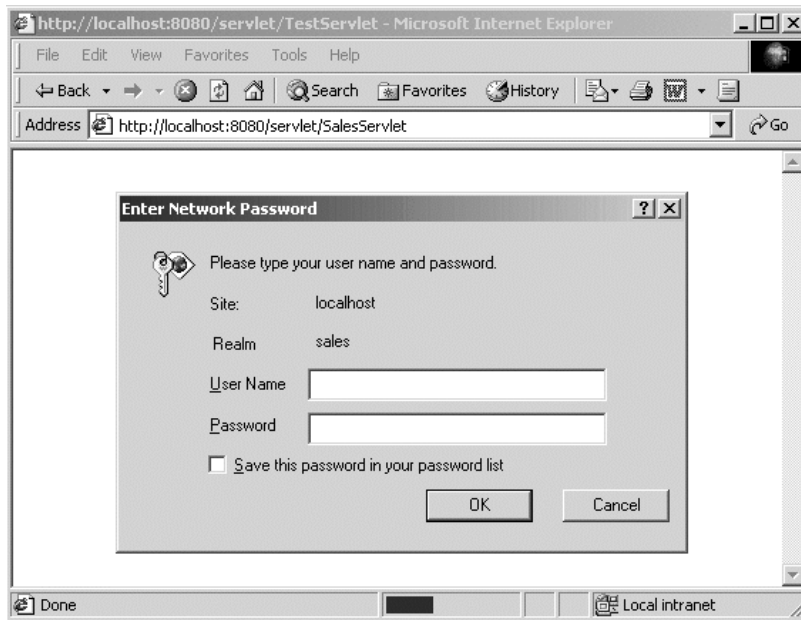 http://localhost:8080/servlet/TestServlet - Microsoft Internet Explorer
File Edit View Favorites Tools Help
Back Search Favorites History
Address http://localhost:8080/servlet/SalesServlet Go
Enter Network Password
Please type your user name and password.
Site: localhost
Realm sales
User Name
Password
Save this password in your password list
OK Cancel
Done Local intranet